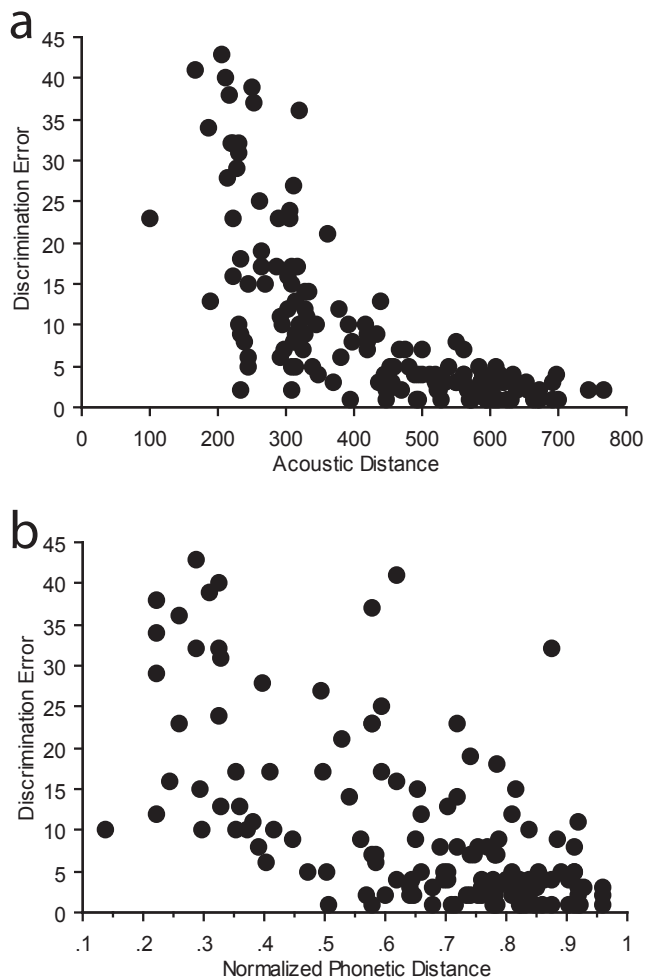 a
45
40
35
30
25
20
15
10
5
0
Discrimination Error
0 100 200 300 400 500 600 700 800
Acoustic Distance
b
45
40
35
30
25
20
15
10
5
0
Discrimination Error
.1 .2 .3 .4 .5 .6 .7 .8 .9 1
Normalized Phonetic Distance